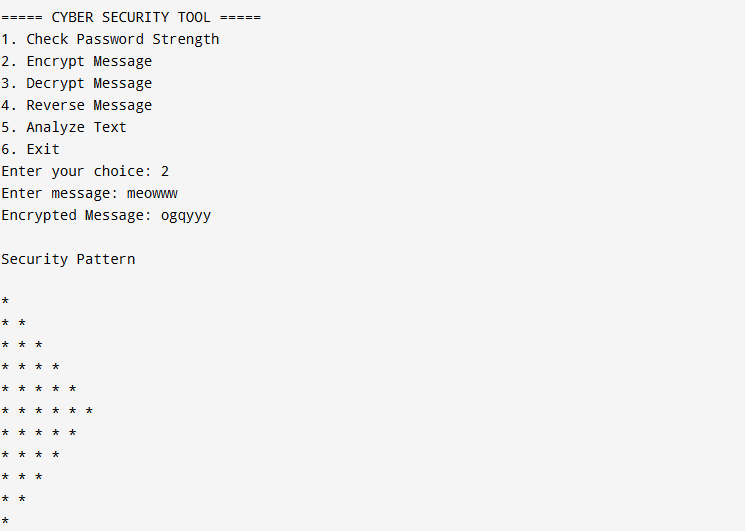 ===== CYBER SECURITY TOOL =====
1. Check Password Strength
2. Encrypt Message
3. Decrypt Message
4. Reverse Message
5. Analyze Text
6. Exit
Enter your choice: 2
Enter message: meowww
Encrypted Message: ogqyyy
Security Pattern
*
* *
* * *
* * * *
* * * * *
* * * * * *
* * * * *
* * * *
* * *
* *
*